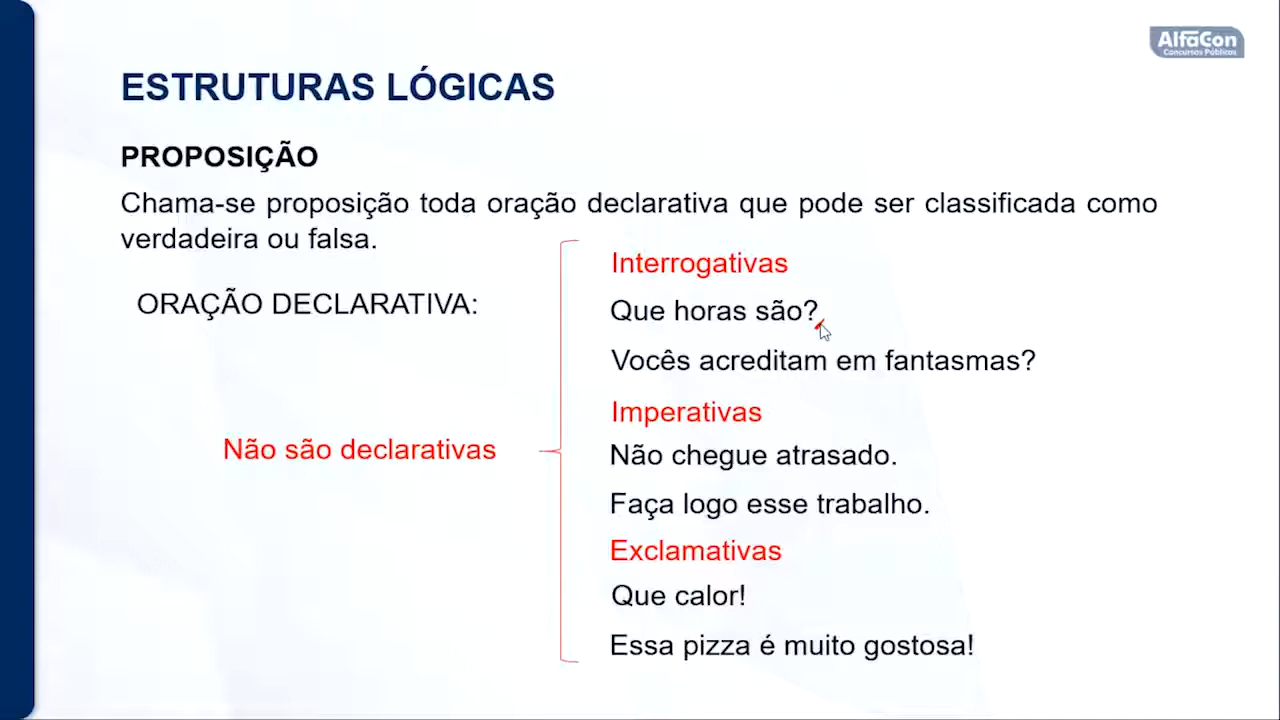 AlfaCon
Concursos Públicos
ESTRUTURAS LÓGICAS
PROPOSIÇÃO
Chama-se proposição toda oração declarativa que pode ser classificada como
verdadeira ou falsa.
ORAÇÃO DECLARATIVA:
Não são declarativas
Interrogativas
Que horas são?
Vocês acreditam em fantasmas?
Imperativas
Não chegue atrasado.
Faça logo esse trabalho.
Exclamativas
Que calor!
Essa pizza é muito gostosa!